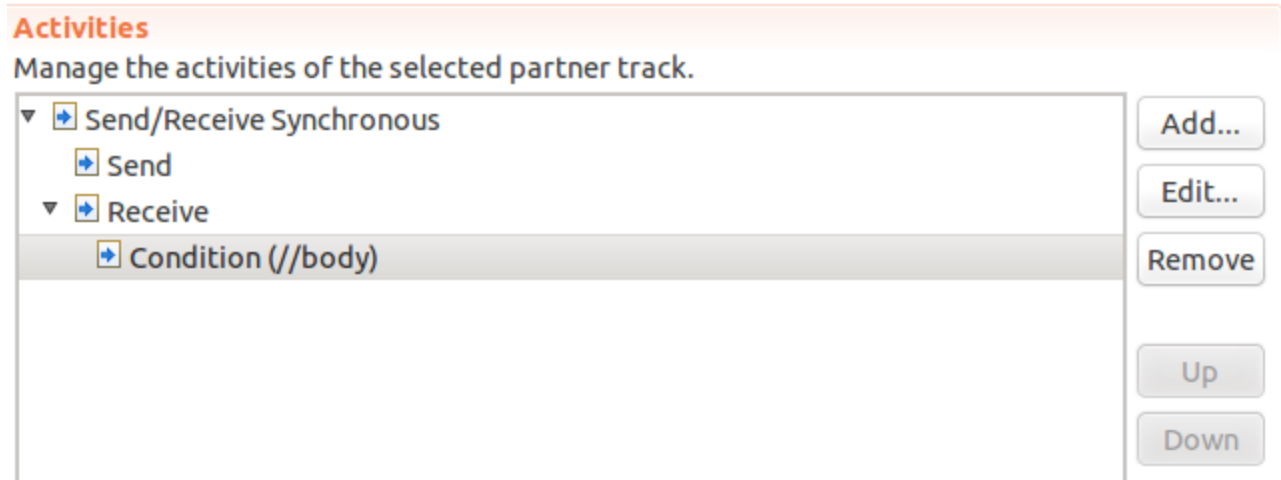 Activities
Manage the activities of the selected partner track.
Send/Receive Synchronous
Send
Receive
Condition (//body)
Add...
Edit...
Remove
Up
Down